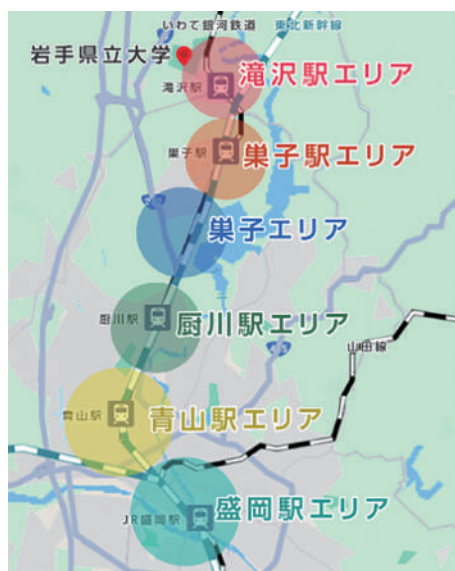 いわて銀河鉄道
東北新幹線
岩手県立大学
滝沢駅
滝沢駅エリア
巣子駅
巣子駅エリア
巣子エリア
厨川駅
厨川駅エリア
山田線
青山駅
青山駅エリア
JR盛岡駅
盛岡駅エリア